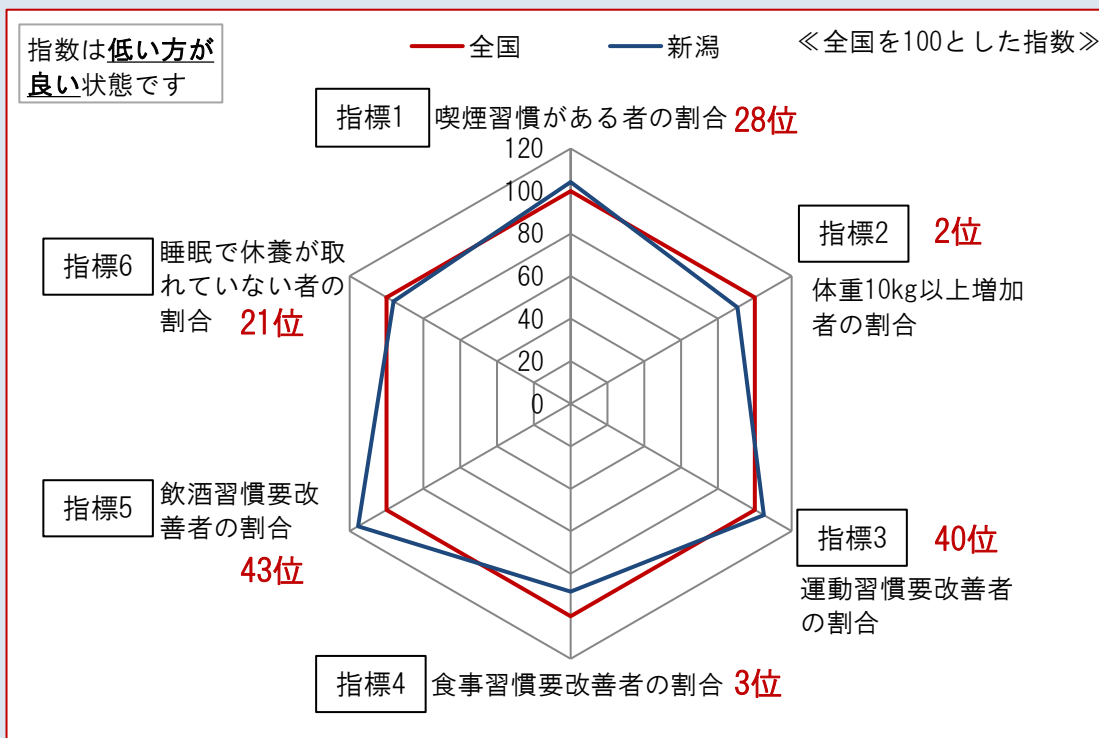 指数は低い方が
良い状態です
全国
新潟
≪全国を100とした指数≫
指標1
喫煙習慣がある者の割合 28位
120
100
80
60
40
20
0
指標2
2位
体重10kg以上増加
者の割合
指標3
40位
運動習慣要改善者
の割合
指標4
食事習慣要改善者の割合 3位
指標5
飲酒習慣要改
善者の割合
43位
指標6
睡眠で休養が取
れていない者の
割合 21位